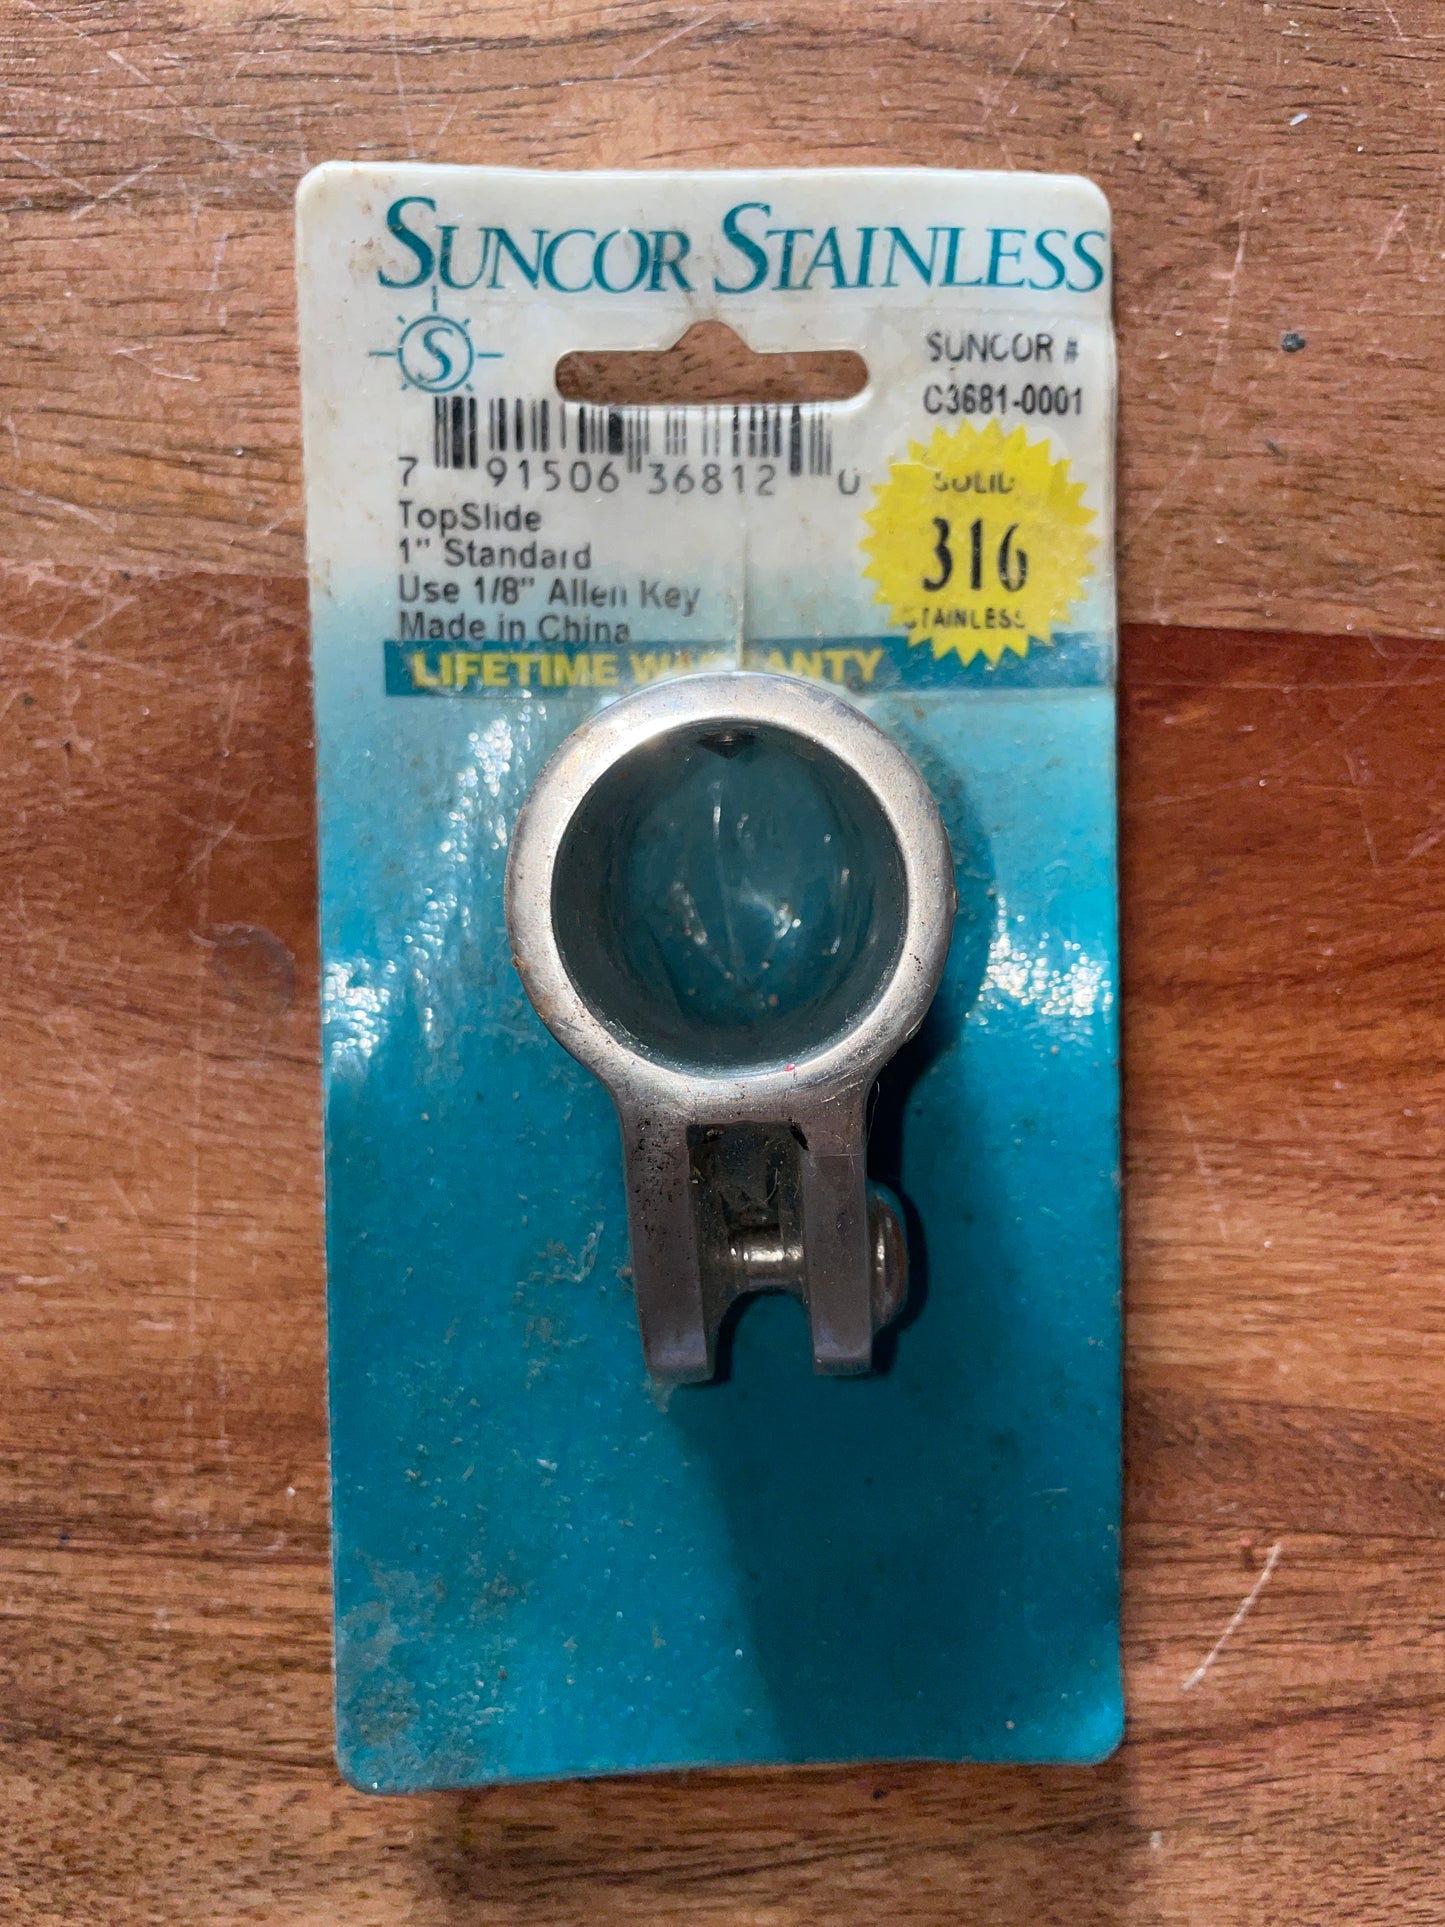 SUNCOR STAINLESS
S
SUNCOR #
C3681-0001
7 91506 36812 0
TopSlide
1" Standard
Use 1/8" Allen Key
Made in China
LIFETIME WARRANTY
SOLID
316
STAINLESS